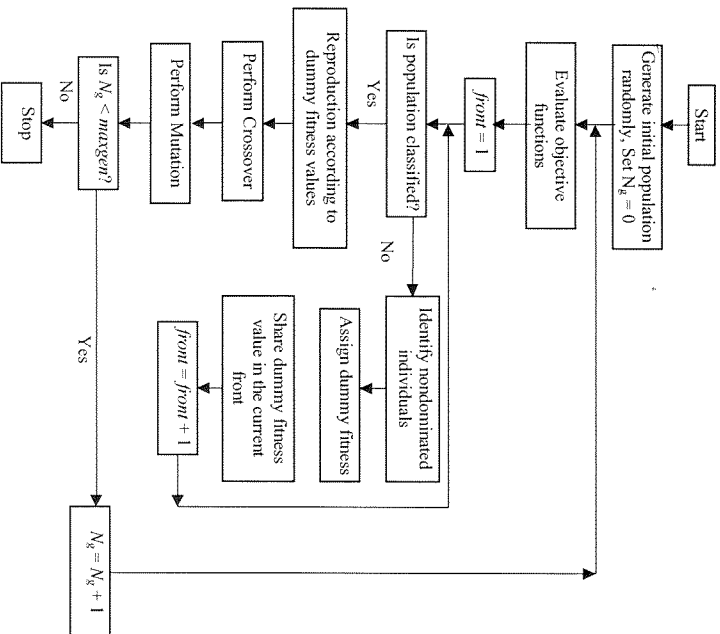 Start
Generate initial population
randomly, Set N_g = 0
Evaluate objective
functions
front = 1
Is population classified?
No
Yes
Identify nondominated
individuals
Assign dummy fitness
Share dummy fitness
value in the current
front
front = front + 1
Reproduction according to
dummy fitness values
Perform Crossover
Perform Mutation
Is N_g < maxgen?
Yes
No
N_g = N_g + 1
Stop